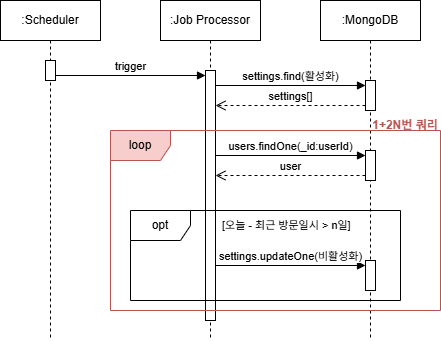 :Scheduler
:Job Processor
:MongoDB
trigger
settings.find(활성화)
settings[]
1+2N번 쿼리
loop
users.findOne(_id:userId)
user
opt
[오늘 - 최근 방문일시 > n일]
settings.updateOne(비활성화)